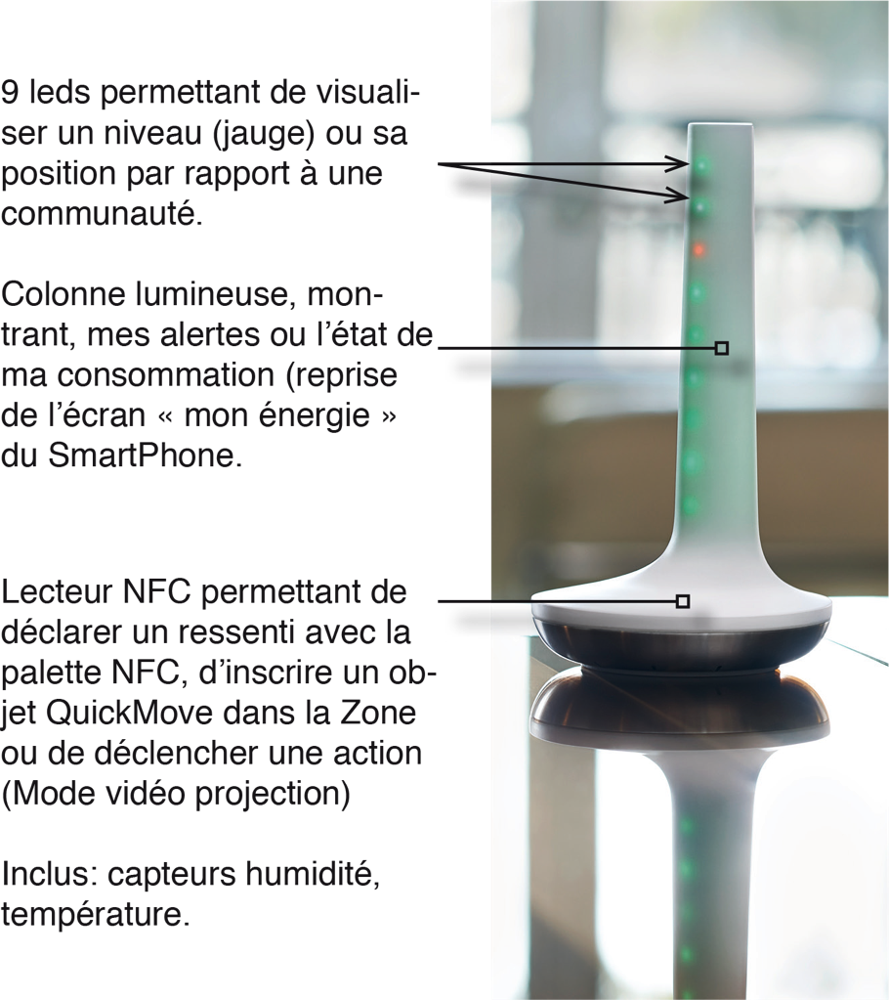 9 leds permettant de visuali-
ser un niveau (jauge) ou sa
position par rapport à une
communauté.
Colonne lumineuse, mon-
trant, mes alertes ou l’état de
ma consommation (reprise
de l’écran « mon énergie »
du SmartPhone.
Lecteur NFC permettant de
déclarer un ressenti avec la
palette NFC, d’inscrire un ob-
jet QuickMove dans la Zone
ou de déclencher une action
(Mode vidéo projection)
Inclus: capteurs humidité,
température.